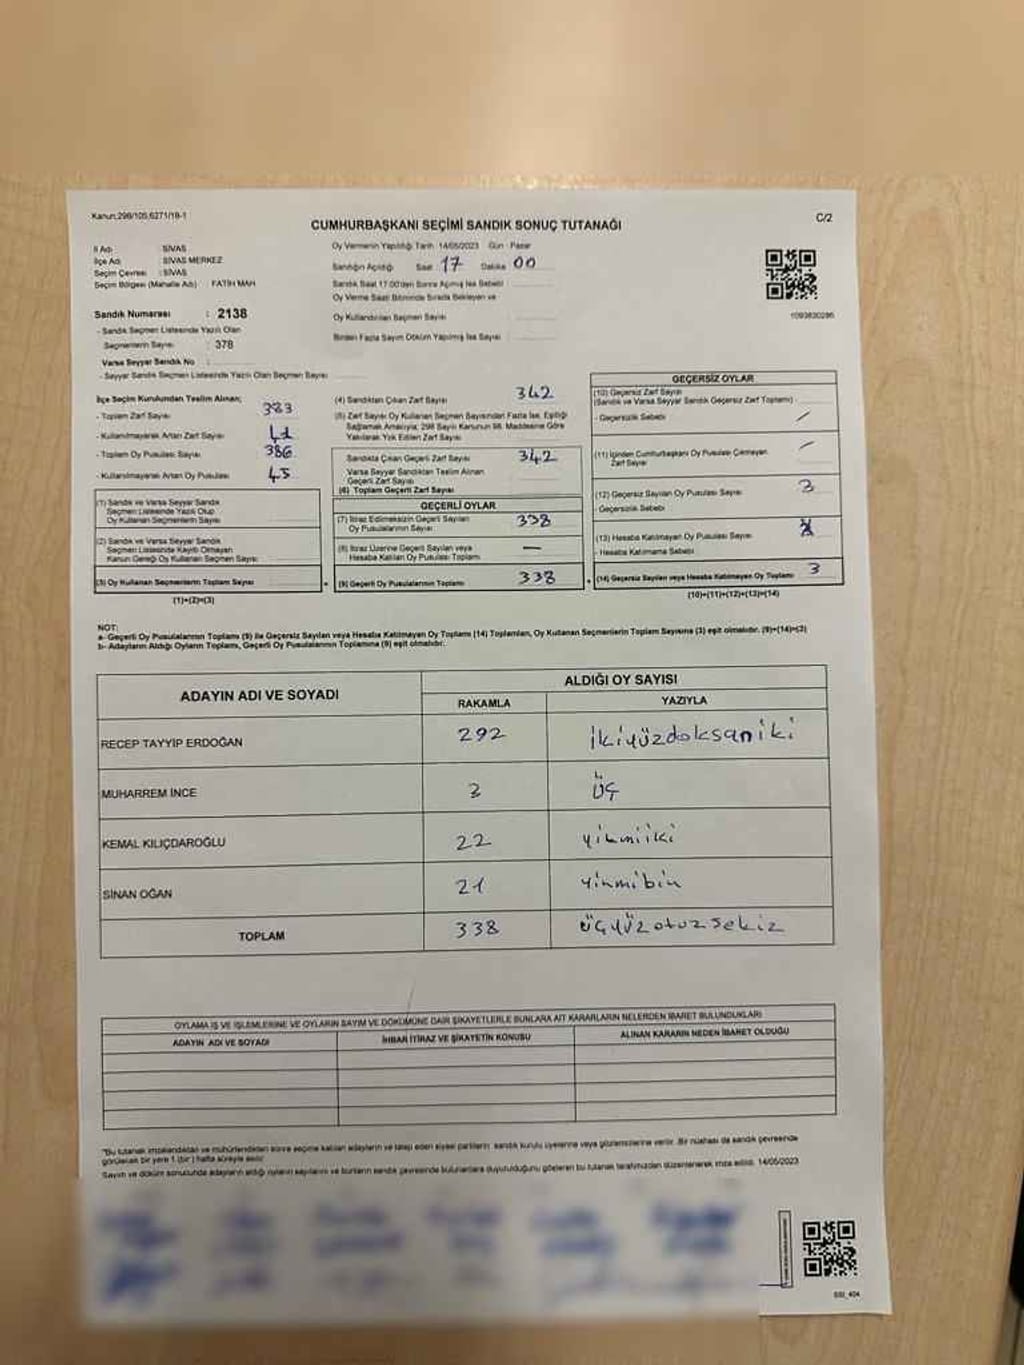 Kanun:298/105,6271/18-1
C/2
CUMHURBAŞKANI SEÇİMİ SANDIK SONUÇ TUTANAĞI
İl Adı : SİVAS
İlçe Adı : SİVAS MERKEZ
Seçim Çevresi : SİVAS
Seçim Bölgesi (Mahalle Adı) : FATİH MAH
Sandık Numarası : 2138
- Sandık Seçmen Listesinde Yazılı Olan
Seçmenlerin Sayısı : 378
Varsa Seyyar Sandık No :
- Seyyar Sandık Seçmen Listesinde Yazılı Olan Seçmen Sayısı
Oy Vermenin Yapıldığı Tarih 14/05/2023 Gün : Pazar
Sandığın Açıldığı Saat 17 Dakika 00
Sandık Saat 17:00'den Sonra Açılmış İse Sebebi
Oy Verme Saati Bitiminde Sırada Bekleyen ve
Oy Kullandırılan Seçmen Sayısı
Birden Fazla Sayım Döküm Yapılmış İse Sayısı
1093830286
İlçe Seçim Kurulundan Teslim Alınan;
- Toplam Zarf Sayısı 383
- Kullanılmayarak Artan Zarf Sayısı 41
- Toplam Oy Pusulası Sayısı 386
- Kullanılmayarak Artan Oy Pusulası 45
(1) Sandık ve Varsa Seyyar Sandık
Seçmen Listesinde Yazılı Olup
Oy Kullanan Seçmenlerin Sayısı
(2) Sandık ve Varsa Seyyar Sandık
Seçmen Listesinde Kayıtlı Olmayan
Kanun Gereği Oy Kullanan Seçmen Sayısı
(3) Oy Kullanan Seçmenlerin Toplam Sayısı
(1)+(2)=(3)
(4) Sandıktan Çıkan Zarf Sayısı 342
(5) Zarf Sayısı Oy Kullanan Seçmen Sayısından Fazla İse, Eşitliği
Sağlamak Amacıyla; 298 Sayılı Kanunun 98. Maddesine Göre
Yakılarak Yok Edilen Zarf Sayısı
Sandıkta Çıkan Geçerli Zarf Sayısı 342
Varsa Seyyar Sandıktan Teslim Alınan
Geçerli Zarf Sayısı
(6) Toplam Geçerli Zarf Sayısı
GEÇERLİ OYLAR
(7) İtiraz Edilmeksizin Geçerli Sayılan
Oy Pusulalarının Sayısı 338
(8) İtiraz Üzerine Geçerli Sayılan veya
Hesaba Katılan Oy Pusulası Toplamı —
(9) Geçerli Oy Pusulalarının Toplamı 338
GEÇERSİZ OYLAR
(10) Geçersiz Zarf Sayısı
(Sandık ve Varsa Seyyar Sandık Geçersiz Zarf Toplamı)
- Geçersizlik Sebebi
(11) İçinden Cumhurbaşkanı Oy Pusulası Çıkmayan
Zarf Sayısı
(12) Geçersiz Sayılan Oy Pusulası Sayısı 3
- Geçersizlik Sebebi
(13) Hesaba Katılmayan Oy Pusulası Sayısı
- Hesaba Katılmama Sebebi
(14) Geçersiz Sayılan veya Hesaba Katılmayan Oy Toplamı 3
(10)+(11)+(12)+(13)=(14)
NOT:
a- Geçerli Oy Pusulalarının Toplamı (9) ile Geçersiz Sayılan veya Hesaba Katılmayan Oy Toplamı (14) Toplamları, Oy Kullanan Seçmenlerin Toplam Sayısına (3) eşit olmalıdır. (9)+(14)=(3)
b- Adayların Aldığı Oyların Toplamı, Geçerli Oy Pusulalarının Toplamına (9) eşit olmalıdır.
ADAYIN ADI VE SOYADI
ALDIĞI OY SAYISI
RAKAMLA YAZIYLA
RECEP TAYYİP ERDOĞAN 292 ikiyüzdoksaniki
MUHARREM İNCE 3 üç
KEMAL KILIÇDAROĞLU 22 yirmiiki
SİNAN OĞAN 21 yirmibir
TOPLAM 338 üçyüzotuzsekiz
OYLAMA İŞ VE İŞLEMLERİNE VE OYLARIN SAYIM VE DÖKÜMÜNE DAİR ŞİKAYETLERLE BUNLARA AİT KARARLARIN NELERDEN İBARET BULUNDUKLARI
ADAYIN ADI VE SOYADI İHBAR İTİRAZ VE ŞİKAYETİN KONUSU ALINAN KARARIN NEDEN İBARET OLDUĞU
"Bu tutanak imzalandıktan ve mühürlendikten sonra seçime katılan adayların ve talep eden siyasi partilerin sandık kurulu üyelerine veya gözlemcilerine verilir. Bir nüshası da sandık çevresinde
görülecek bir yere 1 (bir) hafta süreyle asılır.
Sayım ve döküm sonucunda adayların aldığı oyların sayılarını ve bunların sandık çevresinde bulunanlara duyurulduğunu gösteren bu tutanak tarafımızdan düzenlenerek imza edildi. 14/05/2023
SSI_404